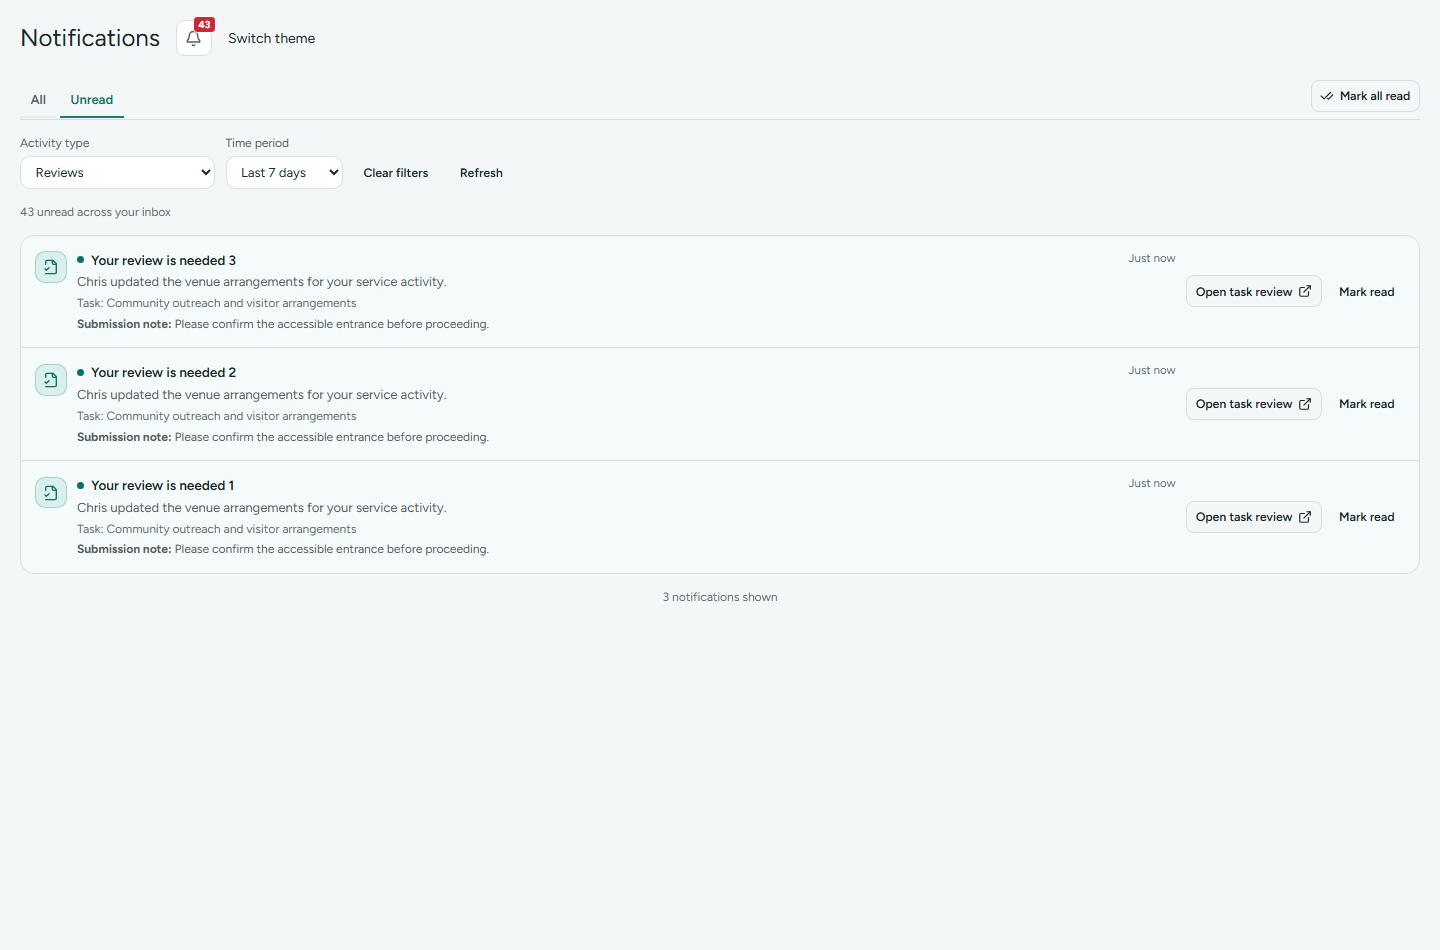 Notifications
43
Switch theme
All
Unread
Mark all read
Activity type
Time period
Reviews
Last 7 days
Clear filters
Refresh
43 unread across your inbox
Your review is needed 3
Just now
Chris updated the venue arrangements for your service activity.
Open task review
Mark read
Task: Community outreach and visitor arrangements
Submission note: Please confirm the accessible entrance before proceeding.
Your review is needed 2
Just now
Chris updated the venue arrangements for your service activity.
Open task review
Mark read
Task: Community outreach and visitor arrangements
Submission note: Please confirm the accessible entrance before proceeding.
Your review is needed 1
Just now
Chris updated the venue arrangements for your service activity.
Open task review
Mark read
Task: Community outreach and visitor arrangements
Submission note: Please confirm the accessible entrance before proceeding.
3 notifications shown